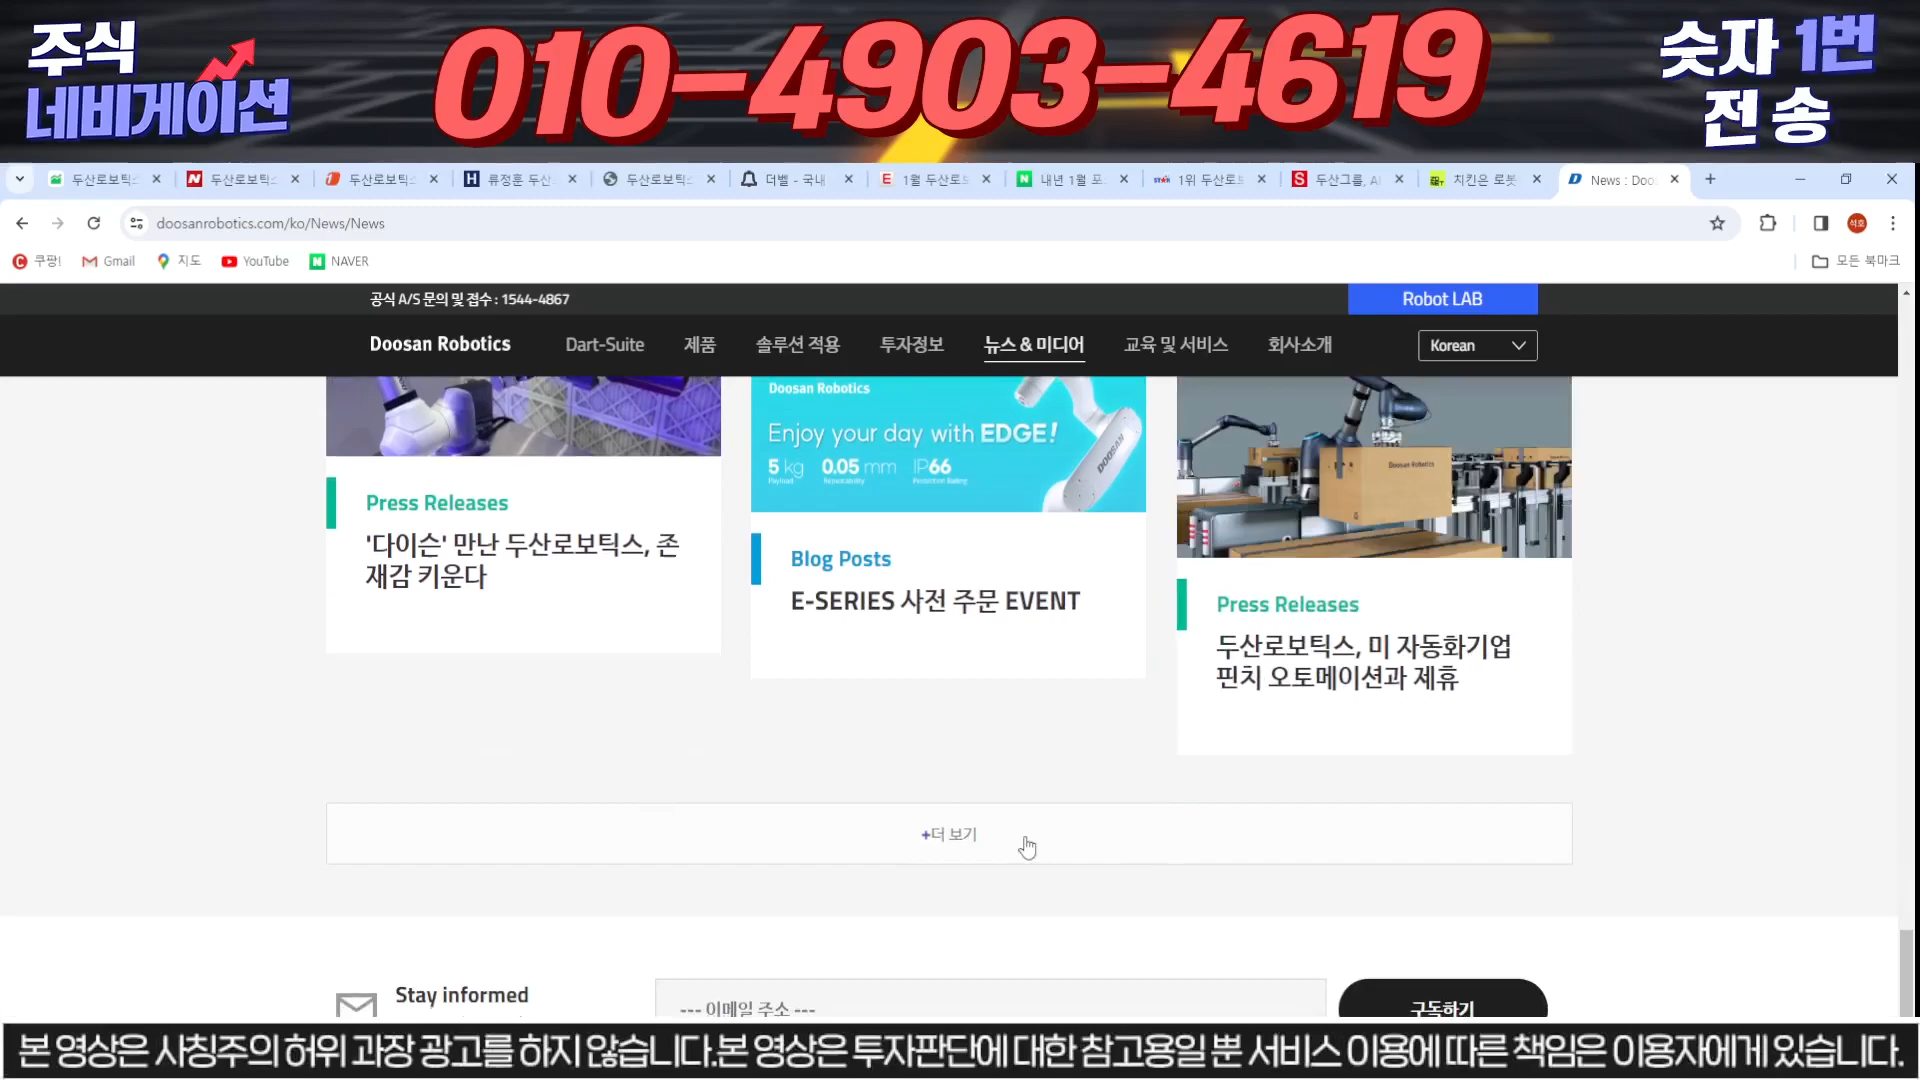 주식
네비게이션
010-4903-4619
숫자 1번
전송
두산로보틱
두산로보틱
두산로보틱
류정훈 두산
두산로보틱
더벨 - 국내
1월 두산로보
내년 1월 포
1위 두산로보
두산그룹, AI
치킨은 로봇
News : Doo
doosanrobotics.com/ko/News/News
석호
쿠팡!
Gmail
지도
YouTube
NAVER
모든 북마크
공식 A/S 문의 및 접수 : 1544-4867
Robot LAB
Doosan Robotics
Dart-Suite
제품
솔루션 적용
투자정보
뉴스 & 미디어
교육 및 서비스
회사소개
Korean
Doosan Robotics
Enjoy your day with EDGE!
5 kg 0.05 mm IP66
Payload Repeatability Protection Rating
DOOSAN
Doosan Robotics
Press Releases
'다이슨' 만난 두산로보틱스, 존
재감 키운다
Blog Posts
E-SERIES 사전 주문 EVENT
Press Releases
두산로보틱스, 미 자동화기업
핀치 오토메이션과 제휴
+더 보기
Stay informed
--- 이메일 주소 ---
구독하기
본 영상은 사칭주의 허위 과장 광고를 하지 않습니다.본 영상은 투자판단에 대한 참고용일 뿐 서비스 이용에 따른 책임은 이용자에게 있습니다.